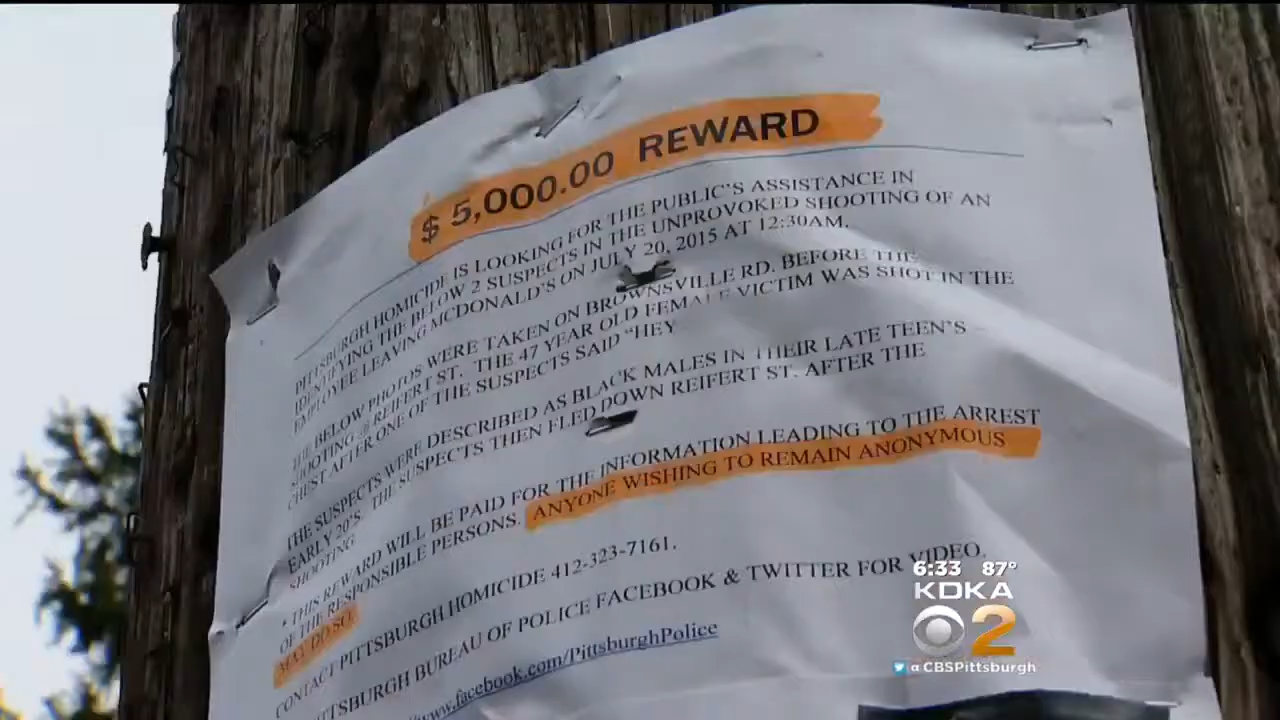 $ 5,000.00 REWARD
PITTSBURGH HOMICIDE IS LOOKING FOR THE PUBLIC'S ASSISTANCE IN
IDENTIFYING THE BELOW 2 SUSPECTS IN THE UNPROVOKED SHOOTING OF AN
EMPLOYEE LEAVING MCDONALD'S ON JULY 20, 2015 AT 12:30AM.
THE BELOW PHOTOS WERE TAKEN ON BROWNSVILLE RD. BEFORE THE
SHOOTING @ REIFERT ST. THE 47 YEAR OLD FEMALE VICTIM WAS SHOT IN THE
CHEST AFTER ONE OF THE SUSPECTS SAID "HEY
THE SUSPECTS WERE DESCRIBED AS BLACK MALES IN THEIR LATE TEEN'S –
EARLY 20'S. THE SUSPECTS THEN FLED DOWN REIFERT ST. AFTER THE
SHOOTING
THIS REWARD WILL BE PAID FOR THE INFORMATION LEADING TO THE ARREST
OF THE RESPONSIBLE PERSONS. ANYONE WISHING TO REMAIN ANONYMOUS
MAY DO SO.
CONTACT PITTSBURGH HOMICIDE 412-323-7161.
PITTSBURGH BUREAU OF POLICE FACEBOOK & TWITTER FOR VIDEO.
www.facebook.com/PittsburghPolice
6:33 87°
KDKA
2
@CBSPittsburgh